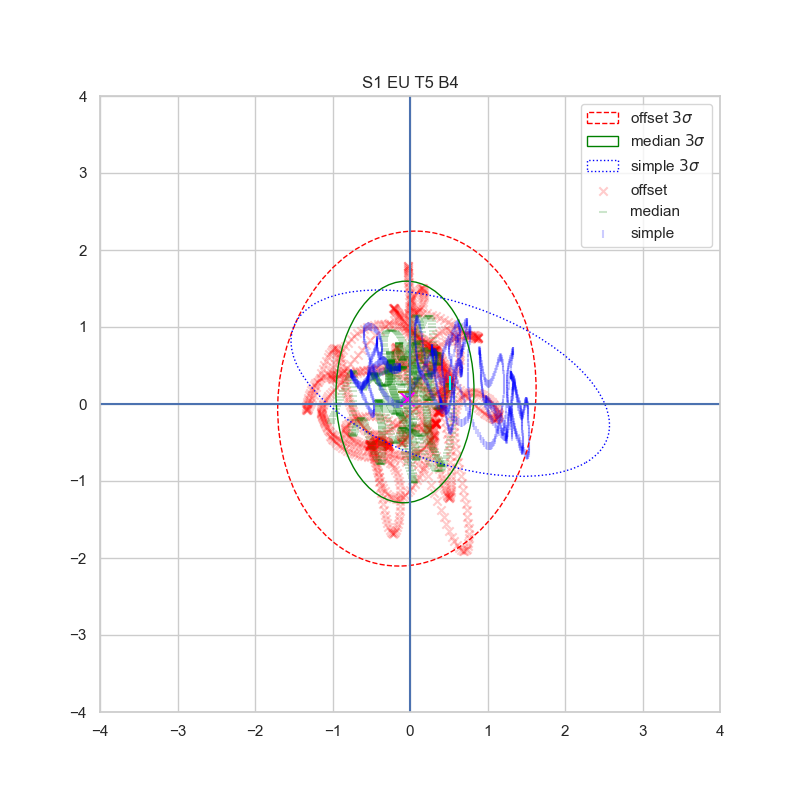 S1 EU T5 B4
offset 3σ
median 3σ
simple 3σ
offset
median
simple
4
3
2
1
0
−1
−2
−3
−4
−4 −3 −2 −1 0 1 2 3 4